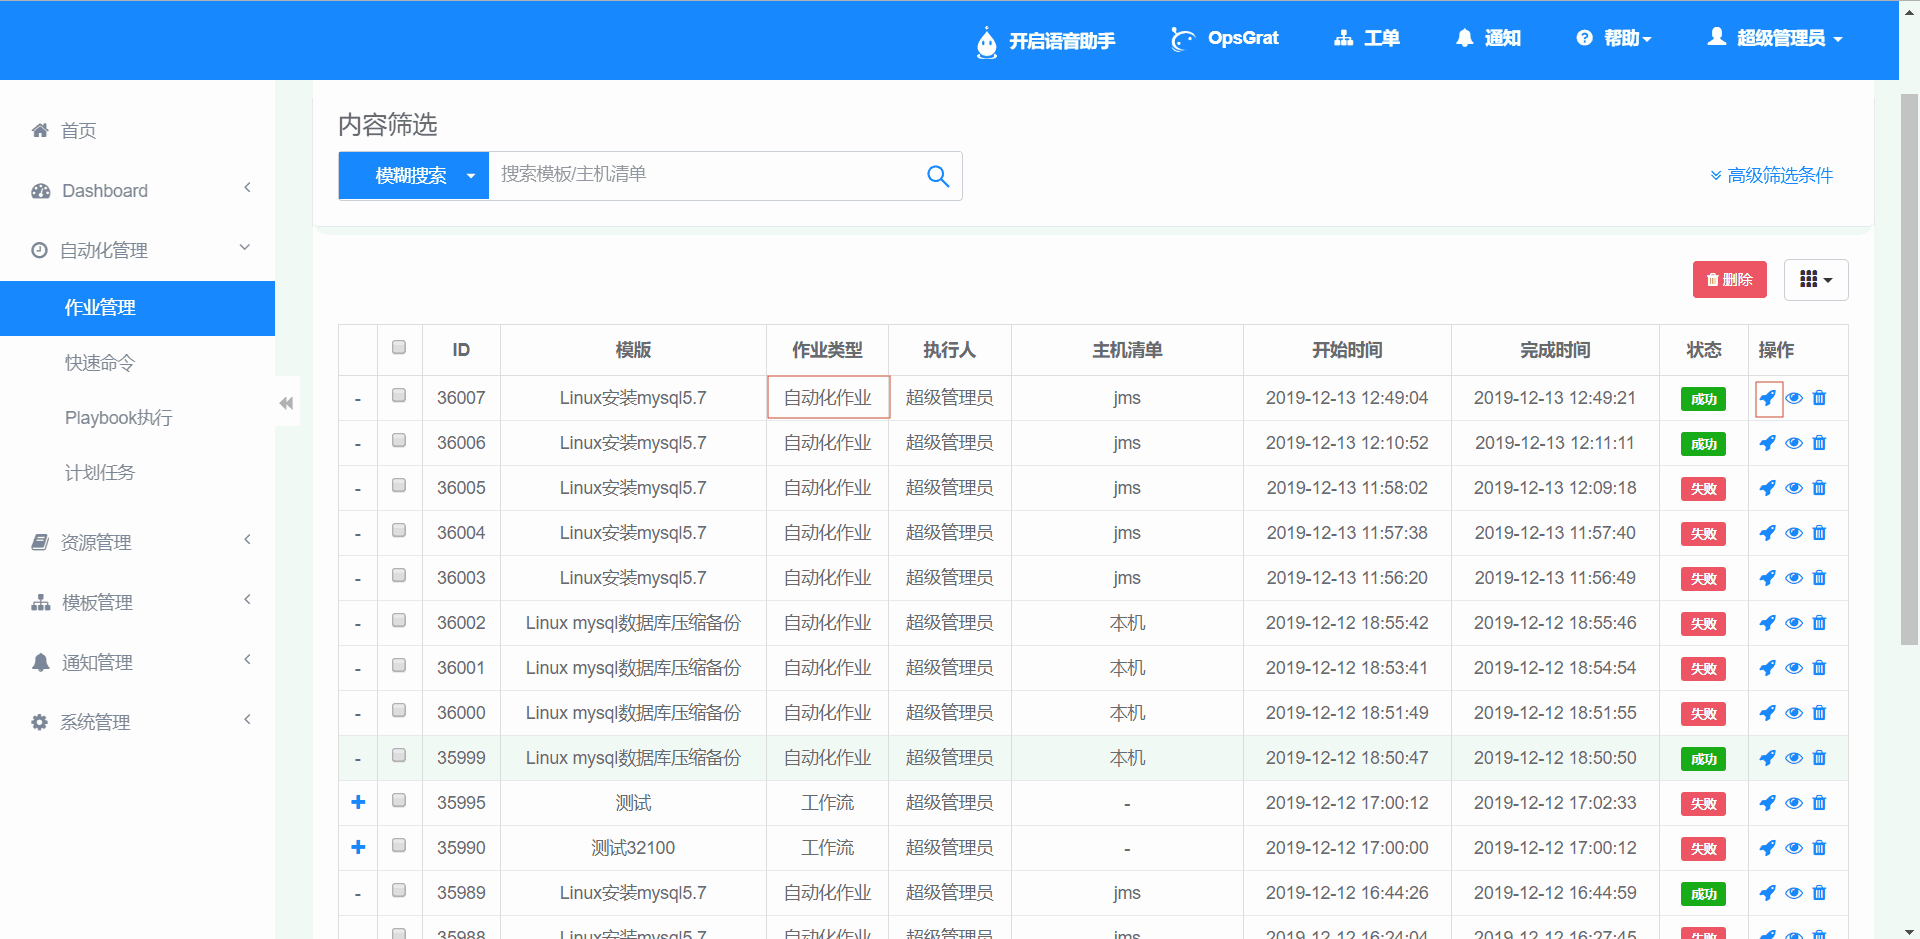 开启语音助手 OpsGrat 工单 通知 帮助 超级管理员
首页
Dashboard
自动化管理
作业管理
快速命令
Playbook执行
计划任务
资源管理
模板管理
通知管理
系统管理
内容筛选
模糊搜索 搜索模板/主机清单 高级筛选条件
删除
ID 模版 作业类型 执行人 主机清单 开始时间 完成时间 状态 操作
- 36007 Linux安装mysql5.7 自动化作业 超级管理员 jms 2019-12-13 12:49:04 2019-12-13 12:49:21 成功
- 36006 Linux安装mysql5.7 自动化作业 超级管理员 jms 2019-12-13 12:10:52 2019-12-13 12:11:11 成功
- 36005 Linux安装mysql5.7 自动化作业 超级管理员 jms 2019-12-13 11:58:02 2019-12-13 12:09:18 失败
- 36004 Linux安装mysql5.7 自动化作业 超级管理员 jms 2019-12-13 11:57:38 2019-12-13 11:57:40 失败
- 36003 Linux安装mysql5.7 自动化作业 超级管理员 jms 2019-12-13 11:56:20 2019-12-13 11:56:49 失败
- 36002 Linux mysql数据库压缩备份 自动化作业 超级管理员 本机 2019-12-12 18:55:42 2019-12-12 18:55:46 失败
- 36001 Linux mysql数据库压缩备份 自动化作业 超级管理员 本机 2019-12-12 18:53:41 2019-12-12 18:54:54 失败
- 36000 Linux mysql数据库压缩备份 自动化作业 超级管理员 本机 2019-12-12 18:51:49 2019-12-12 18:51:55 失败
- 35999 Linux mysql数据库压缩备份 自动化作业 超级管理员 本机 2019-12-12 18:50:47 2019-12-12 18:50:50 成功
35995 测试 工作流 超级管理员 - 2019-12-12 17:00:12 2019-12-12 17:02:33 失败
35990 测试32100 工作流 超级管理员 - 2019-12-12 17:00:00 2019-12-12 17:00:12 失败
- 35989 Linux安装mysql5.7 自动化作业 超级管理员 jms 2019-12-12 16:44:26 2019-12-12 16:44:59 成功
35988 Linux安装mysql5.7 自动化作业 超级管理员 jms 2019-12-12 16:24:04 2019-12-12 16:27:45 失败